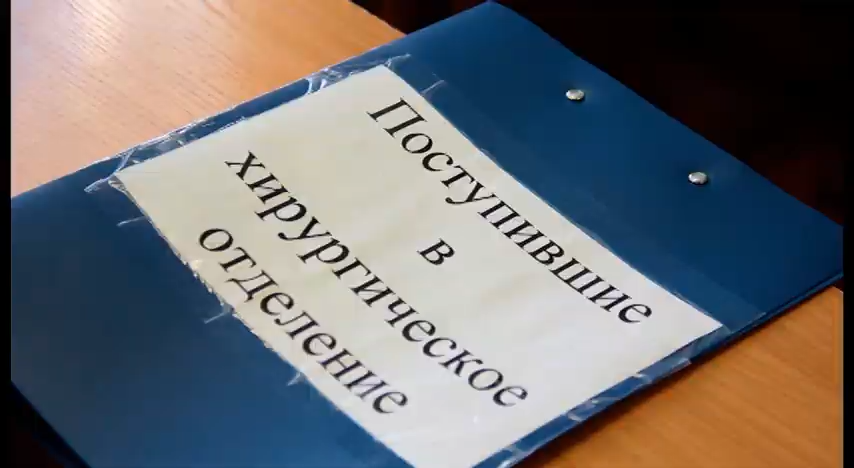 Поступившие
в
хирургическое
отделение